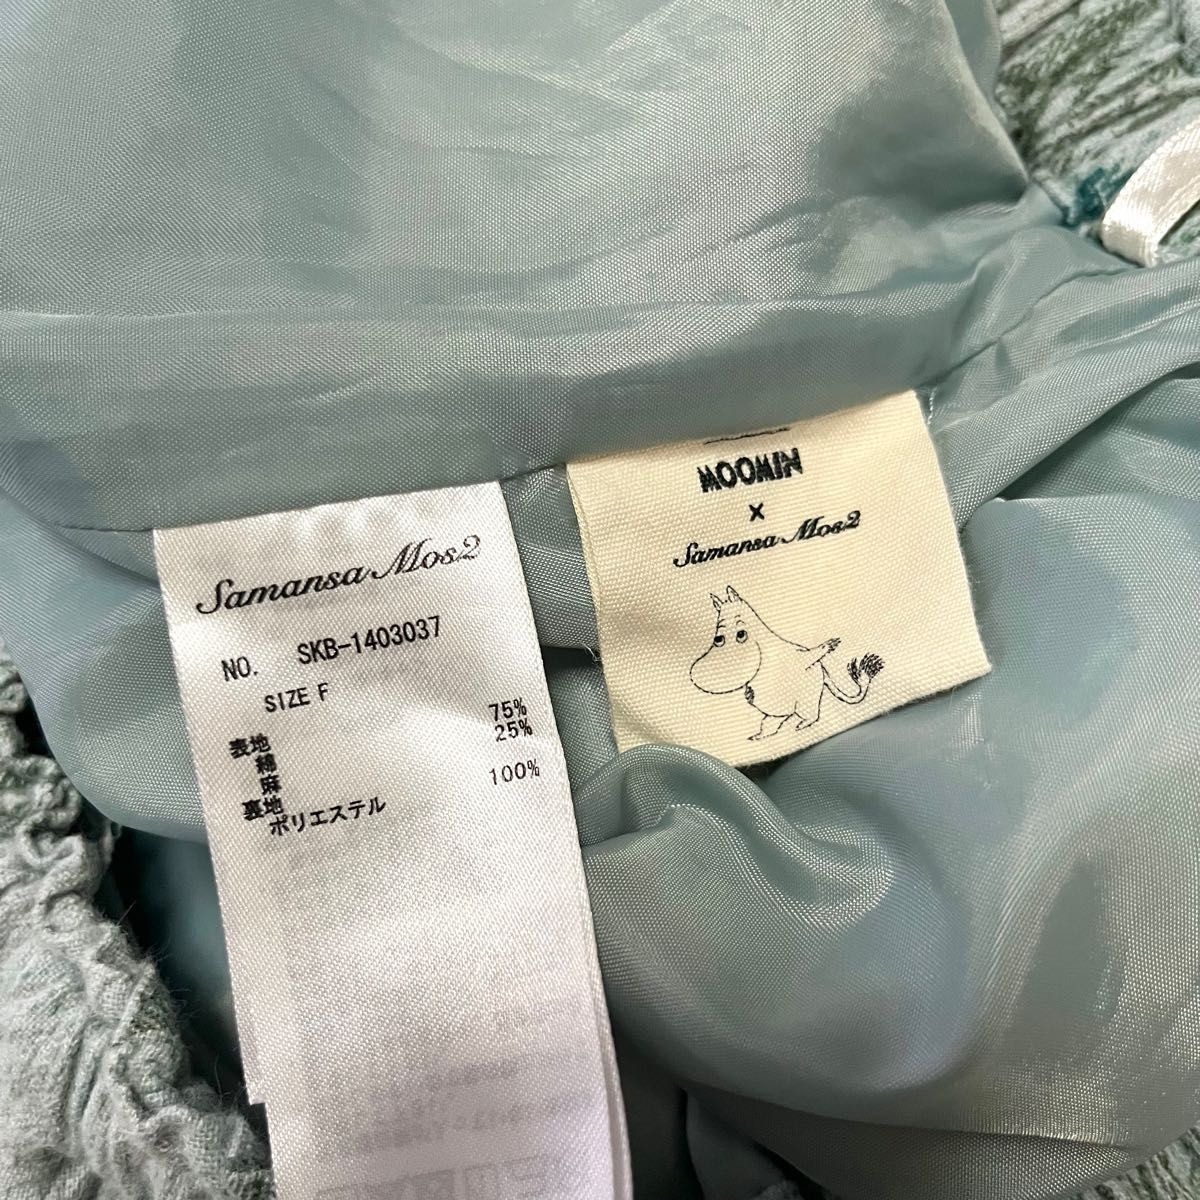 Samansa Mos2
NO. SKB-1403037
SIZE F
表地
綿 75%
麻 25%
裏地
ポリエステル 100%
MOOMIN
×
Samansa Mos2